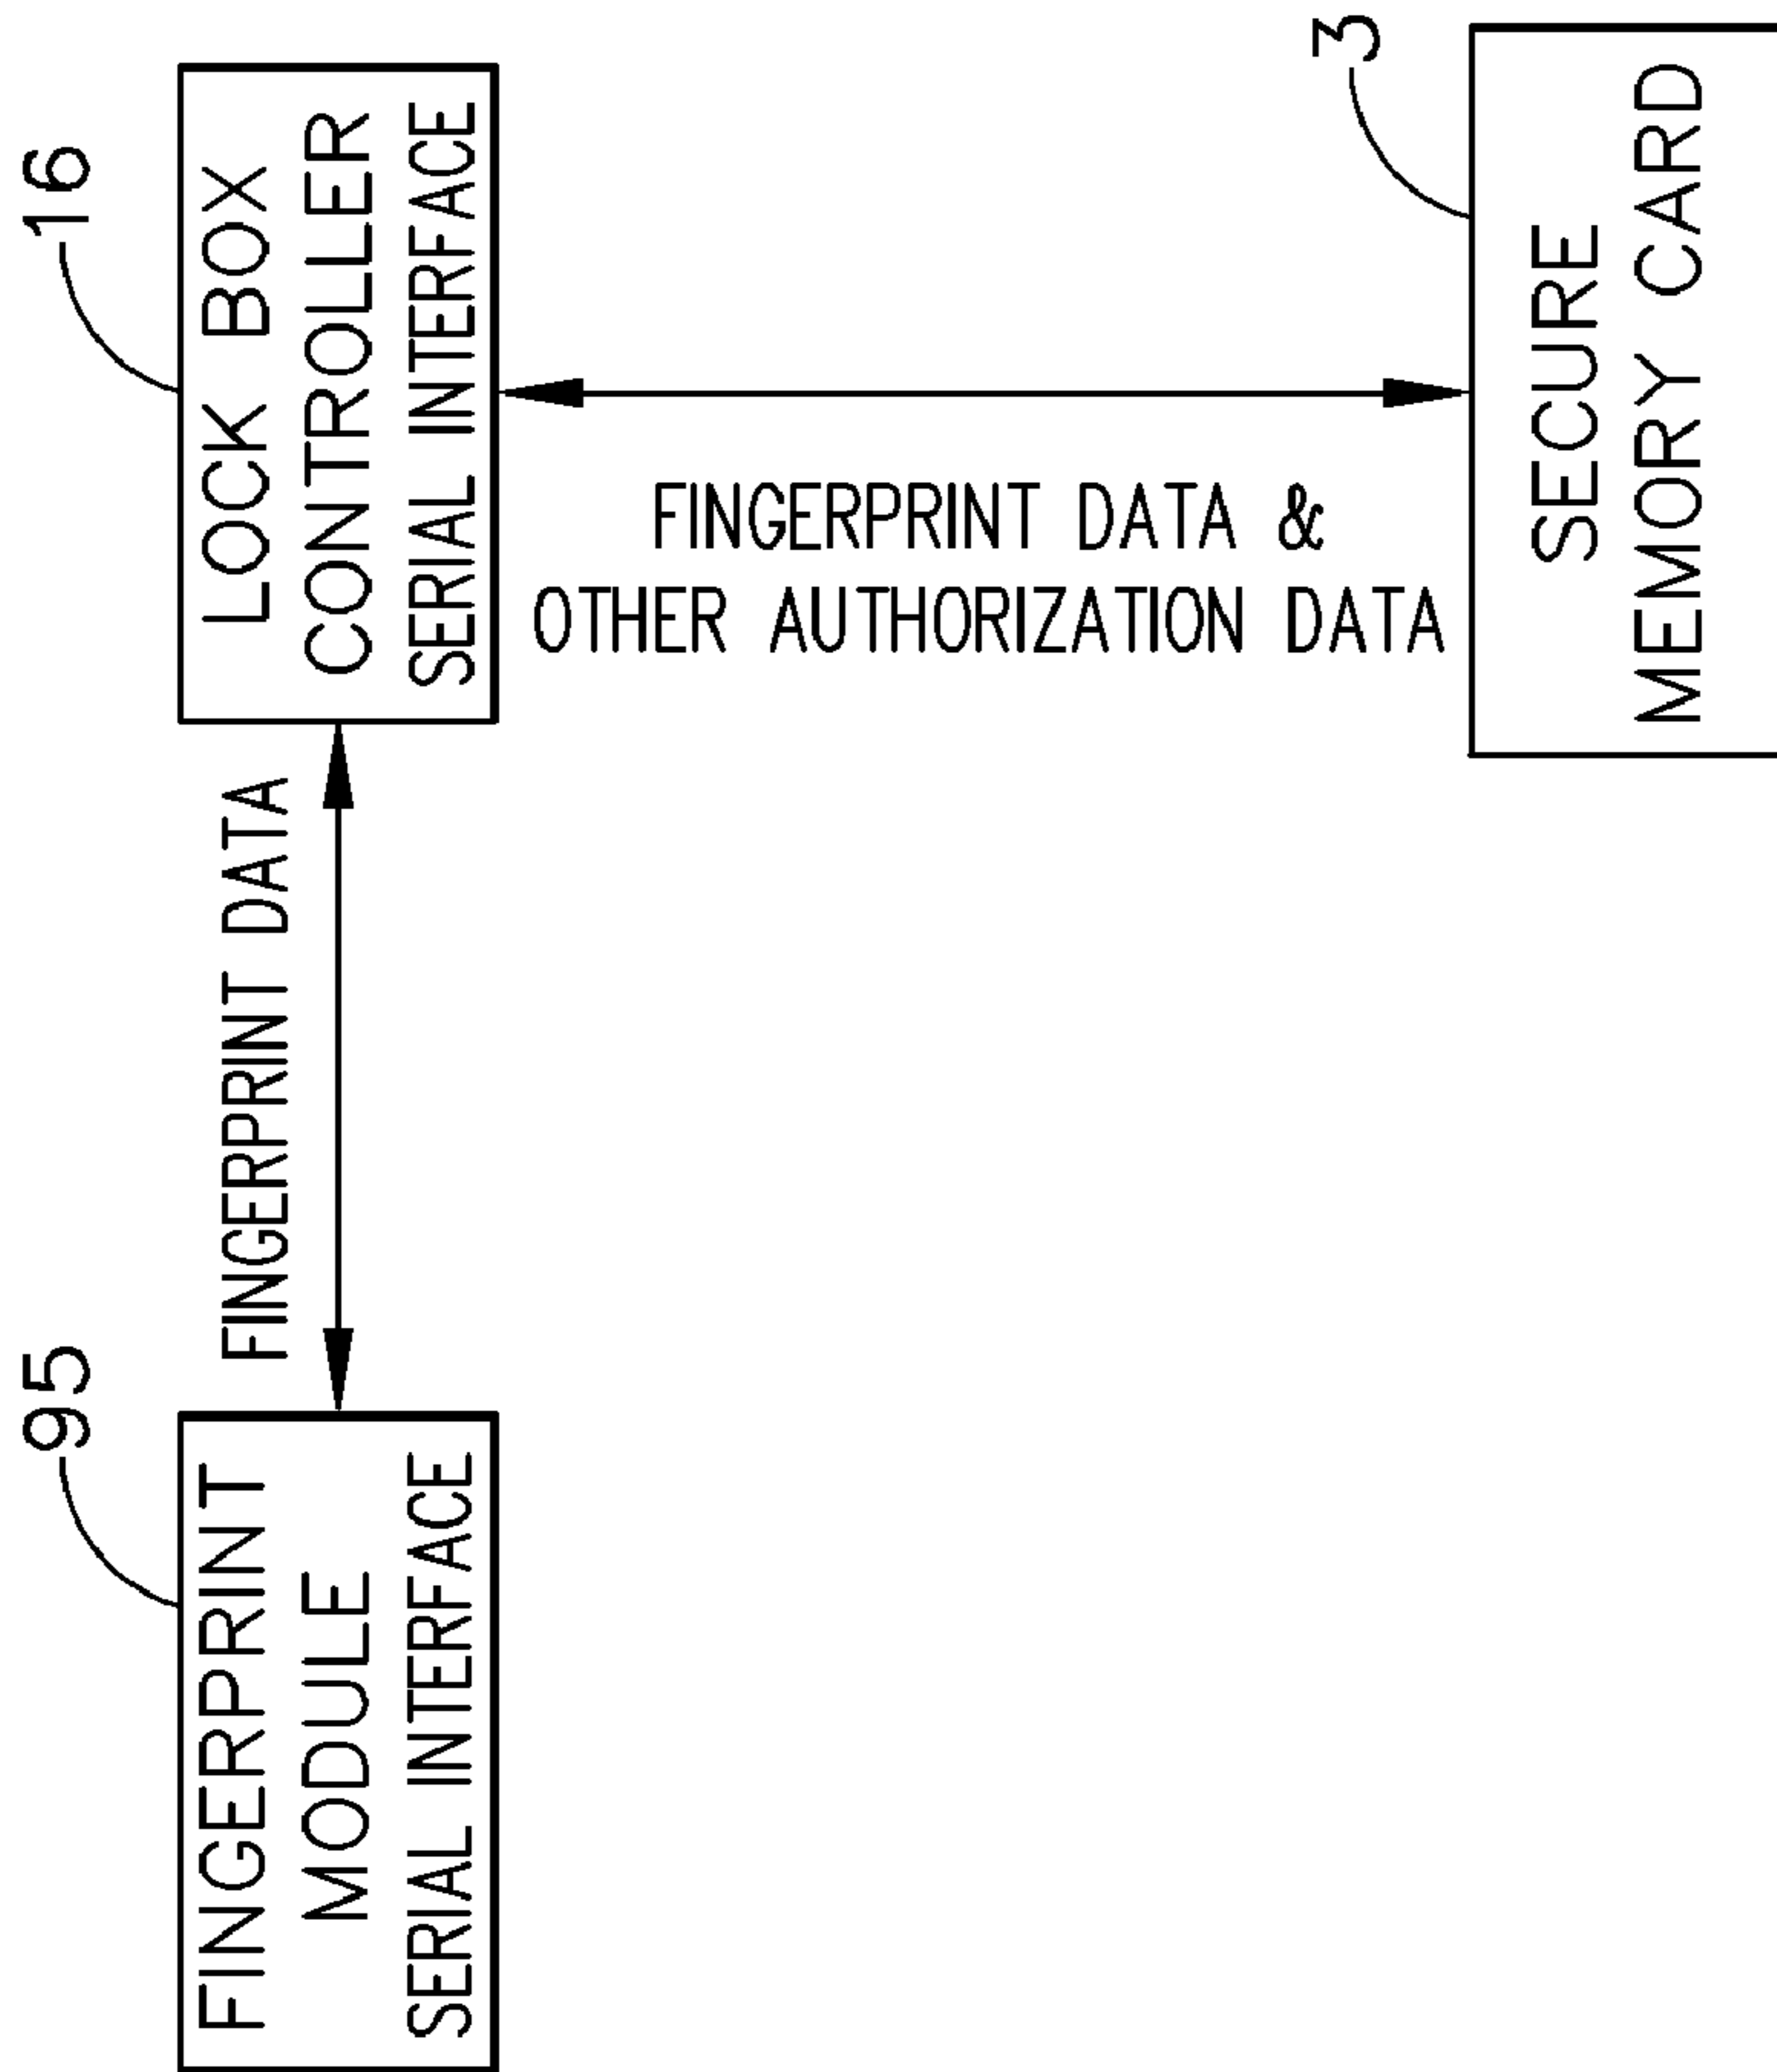 95
FINGERPRINT
MODULE
SERIAL INTERFACE
FINGERPRINT DATA
16
LOCK BOX
CONTROLLER
SERIAL INTERFACE
FINGERPRINT DATA &
OTHER AUTHORIZATION DATA
3
SECURE
MEMORY CARD